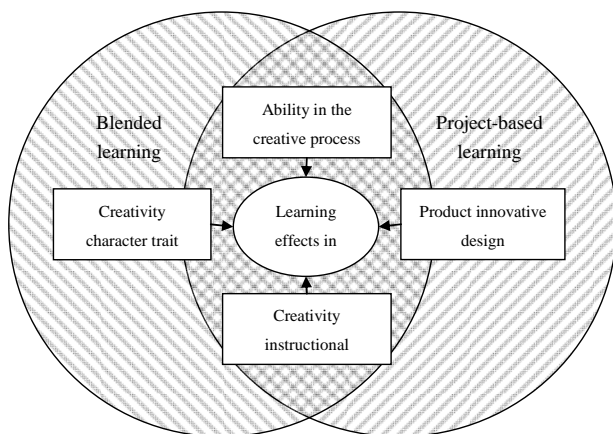 Ability in the
creative process
Blended
learning
Project-based
learning
Creativity
character trait
Learning
effects in
Product innovative
design
Creativity
instructional